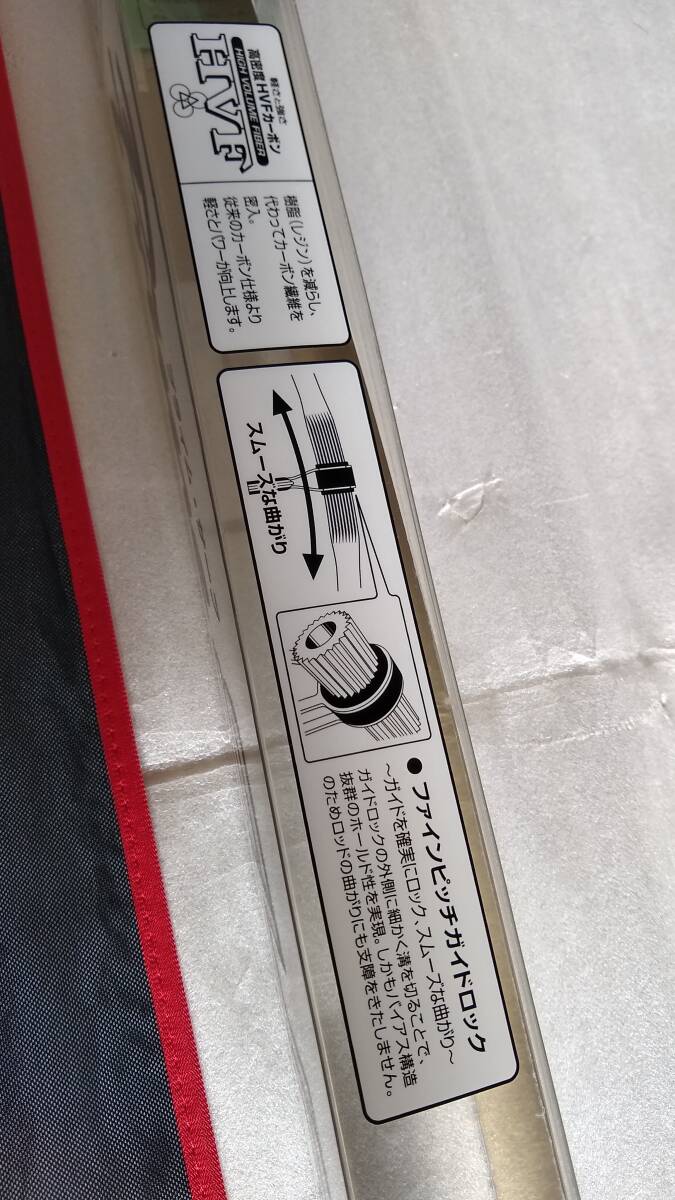 軽さと強さ
高密度HVFカーボン
HVF
HIGH VOLUME FIBER
樹脂(レジン)を減らし、
代わってカーボン繊維を
密入。
従来のカーボン仕様より
軽さとパワーが向上します。
スムーズな曲がり
●ファインピッチガイドロック
~ガイドを確実にロック、スムーズな曲がり~
ガイドロックの外側に細かく溝を切ることで、
抜群のホールド性を実現。しかもバイアス構造
のためロッドの曲がりにも支障をきたしません。